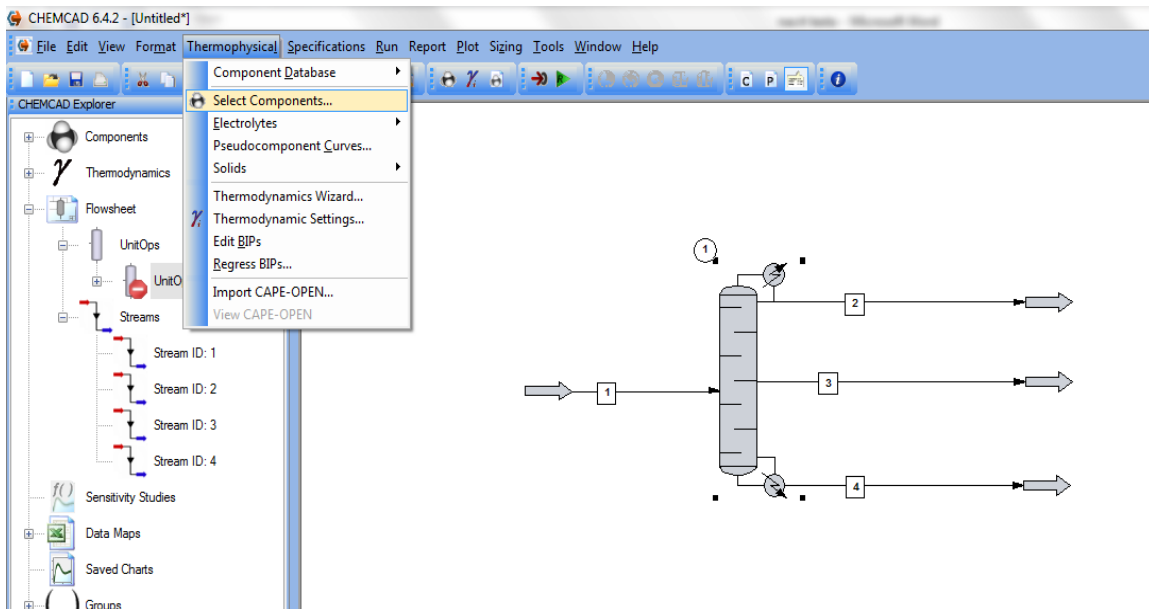 CHEMCAD 6.4.2 - [Untitled*]
File Edit View Format Thermophysical Specifications Run Report Plot Sizing Tools Window Help
C P
CHEMCAD Explorer
Components
Thermodynamics
Flowsheet
UnitOps
UnitO
Streams
Stream ID: 1
Stream ID: 2
Stream ID: 3
Stream ID: 4
f()
Sensitivity Studies
Data Maps
Saved Charts
Groups
Component Database
Select Components...
Electrolytes
Pseudocomponent Curves...
Solids
Thermodynamics Wizard...
Thermodynamic Settings...
Edit BIPs
Regress BIPs...
Import CAPE-OPEN...
View CAPE-OPEN
1
2
3
1
4